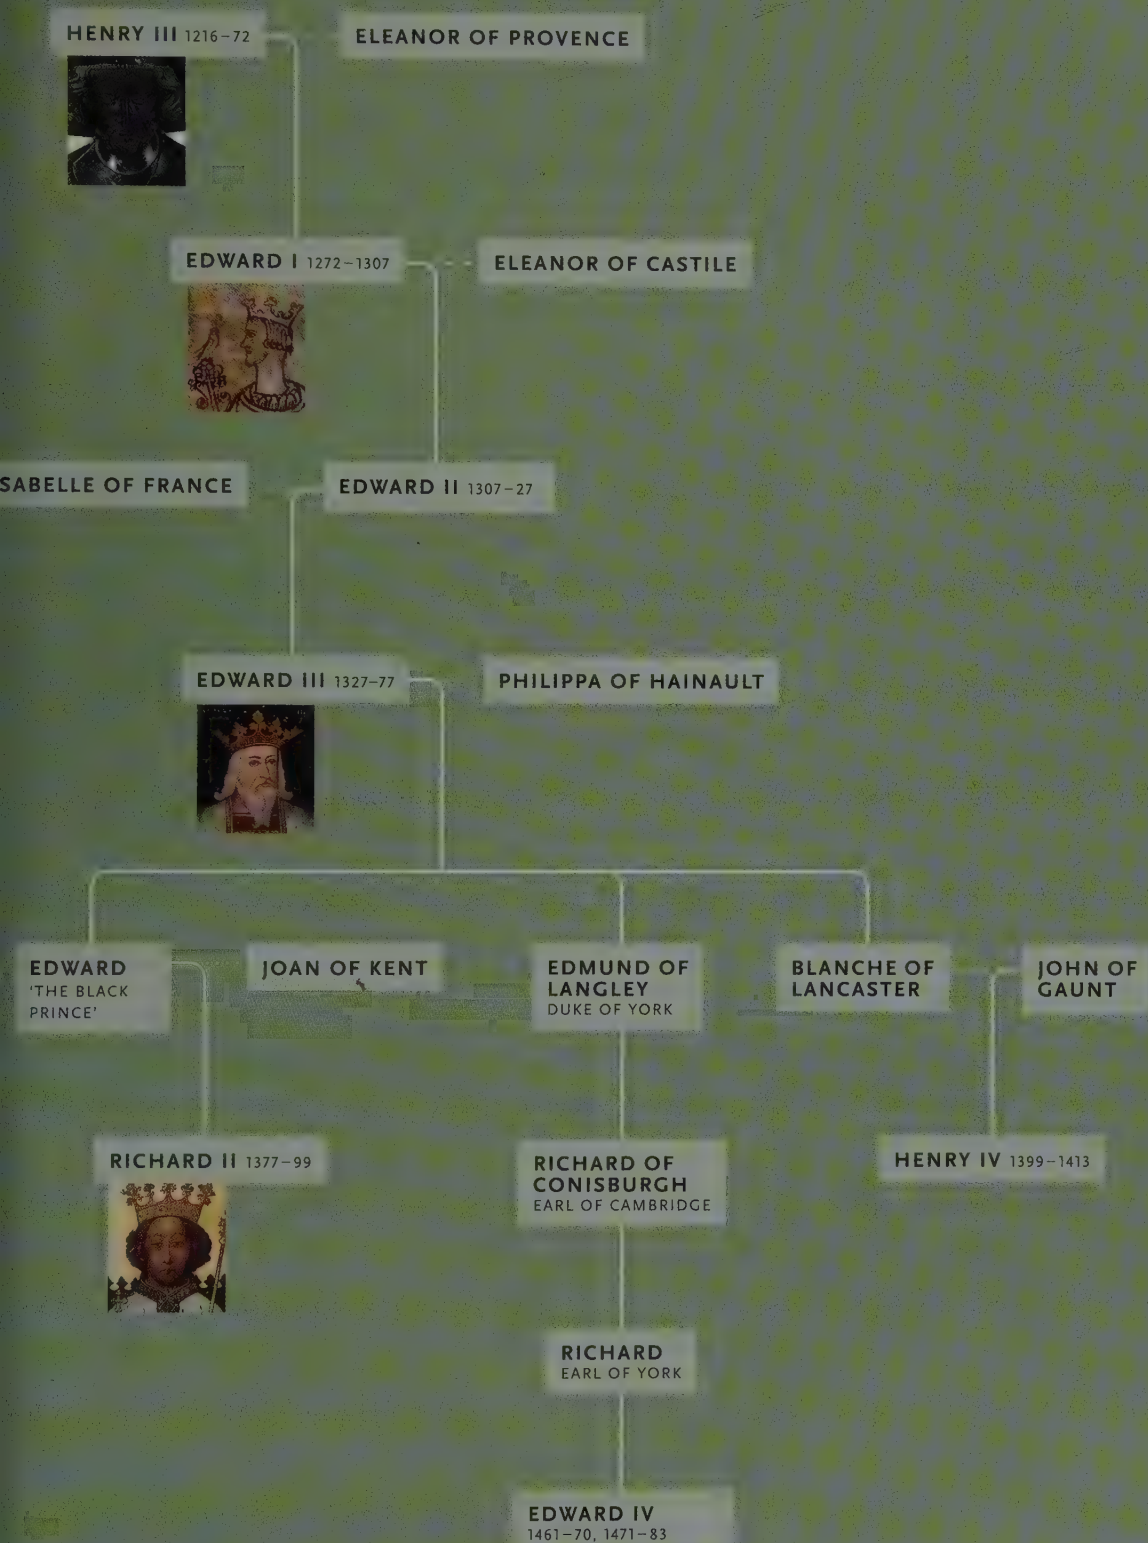 HENRY III 1216–72
ELEANOR OF PROVENCE
EDWARD I 1272–1307
ELEANOR OF CASTILE
SABELLE OF FRANCE
EDWARD II 1307–27
EDWARD III 1327–77
PHILIPPA OF HAINAULT
EDWARD
'THE BLACK
PRINCE'
JOAN OF KENT
EDMUND OF
LANGLEY
DUKE OF YORK
BLANCHE OF
LANCASTER
JOHN OF
GAUNT
RICHARD II 1377–99
RICHARD OF
CONISBURGH
EARL OF CAMBRIDGE
HENRY IV 1399–1413
RICHARD
EARL OF YORK
EDWARD IV
1461–70, 1471–83